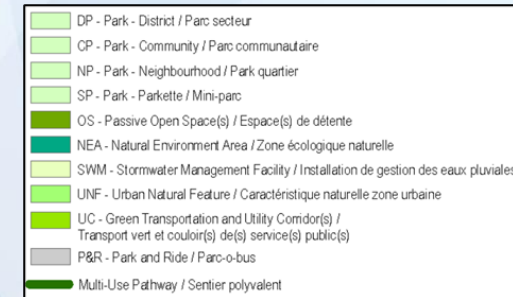 DP - Park - District / Parc secteur
CP - Park - Community / Parc communautaire
NP - Park - Neighbourhood / Park quartier
SP - Park - Parkette / Mini-parc
OS - Passive Open Space(s) / Espace(s) de détente
NEA - Natural Environment Area / Zone écologique naturelle
SWM - Stormwater Management Facility / Installation de gestion des eaux pluviales
UNF - Urban Natural Feature / Caractéristique naturelle zone urbaine
UC - Green Transportation and Utility Corridor(s) /
Transport vert et couloir(s) de(s) service(s) public(s)
P&R - Park and Ride / Parc-o-bus
Multi-Use Pathway / Sentier polyvalent